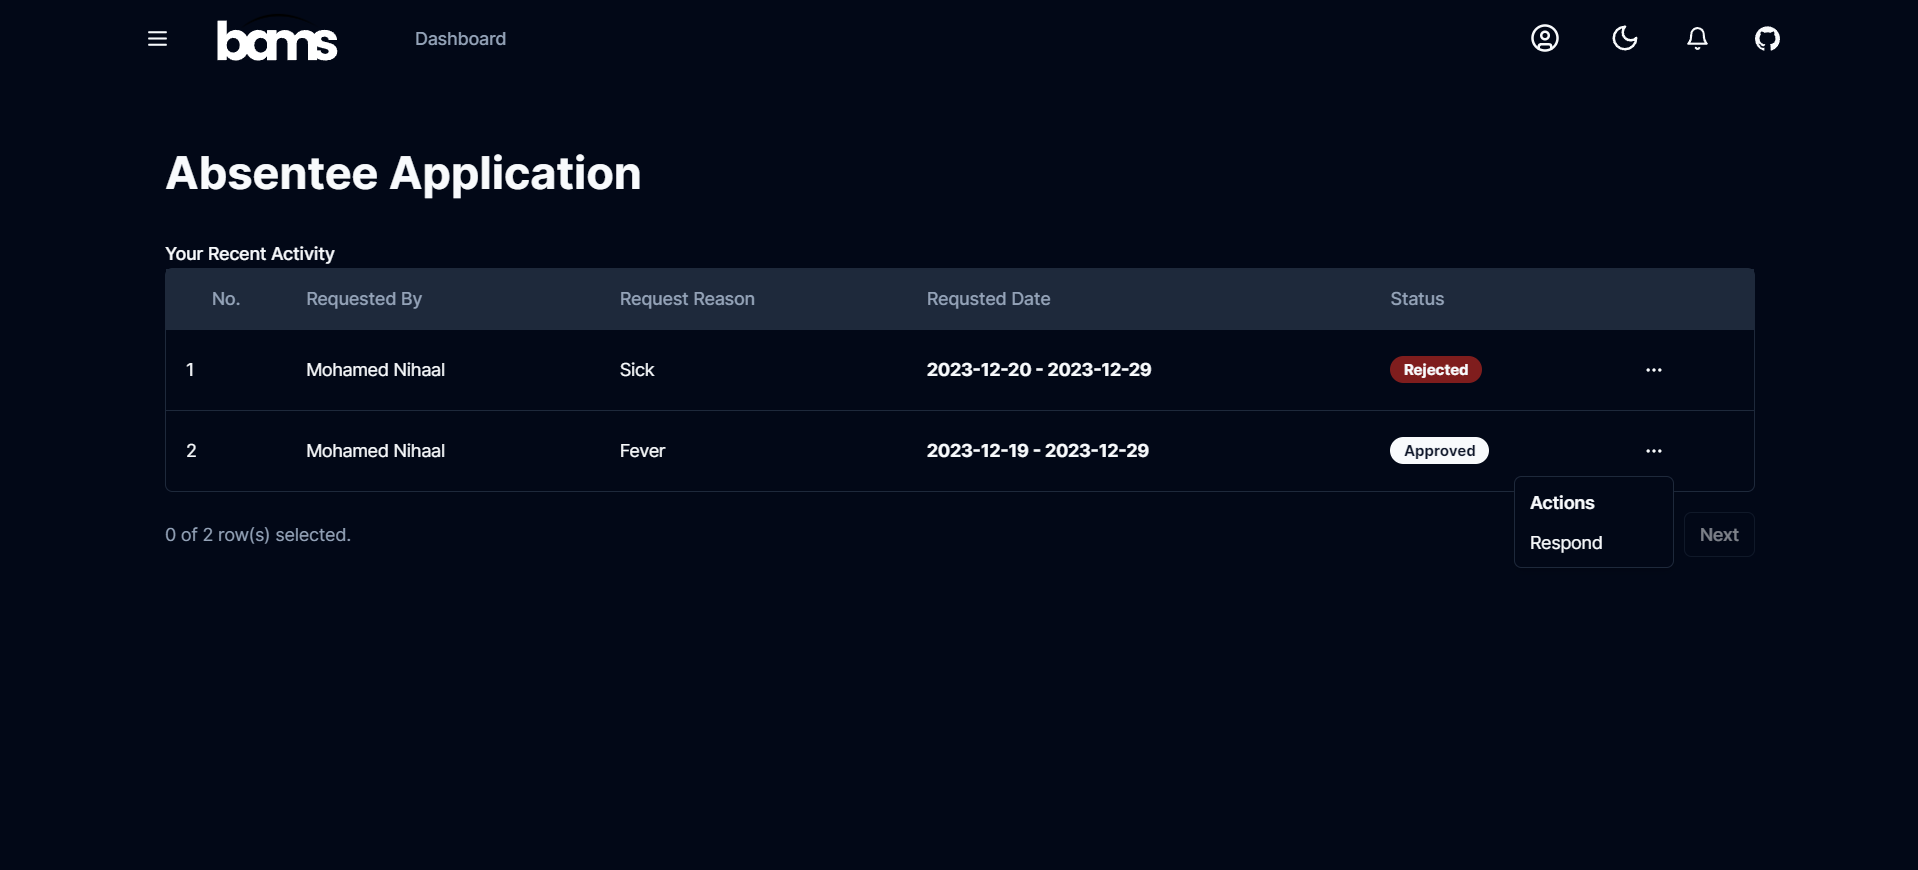 bams Dashboard
Absentee Application
Your Recent Activity
No. Requested By Request Reason Requsted Date Status
1 Mohamed Nihaal Sick 2023-12-20 - 2023-12-29 Rejected
2 Mohamed Nihaal Fever 2023-12-19 - 2023-12-29 Approved
Actions
0 of 2 row(s) selected. Respond Next